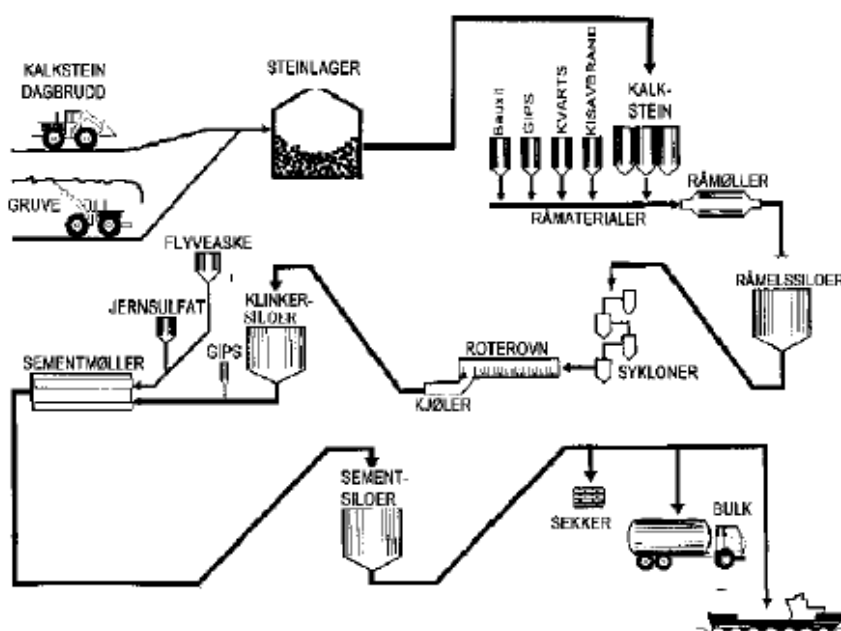 KALKSTEIN
DAGBRUDD
STEINLAGER
Bauxit
GIPS
KVARTS
KISAVBRAND
KALK-
STEIN
GRUVE
RÅMØLLER
RÅMATERIALER
FLYVEASKE
JERNSULFAT
KLINKER-
SILOER
RÅMELSSILOER
GIPS
SEMENTMØLLER
ROTEROVN
SYKLONER
KJØLER
SEMENT-
SILOER
SEKKER
BULK